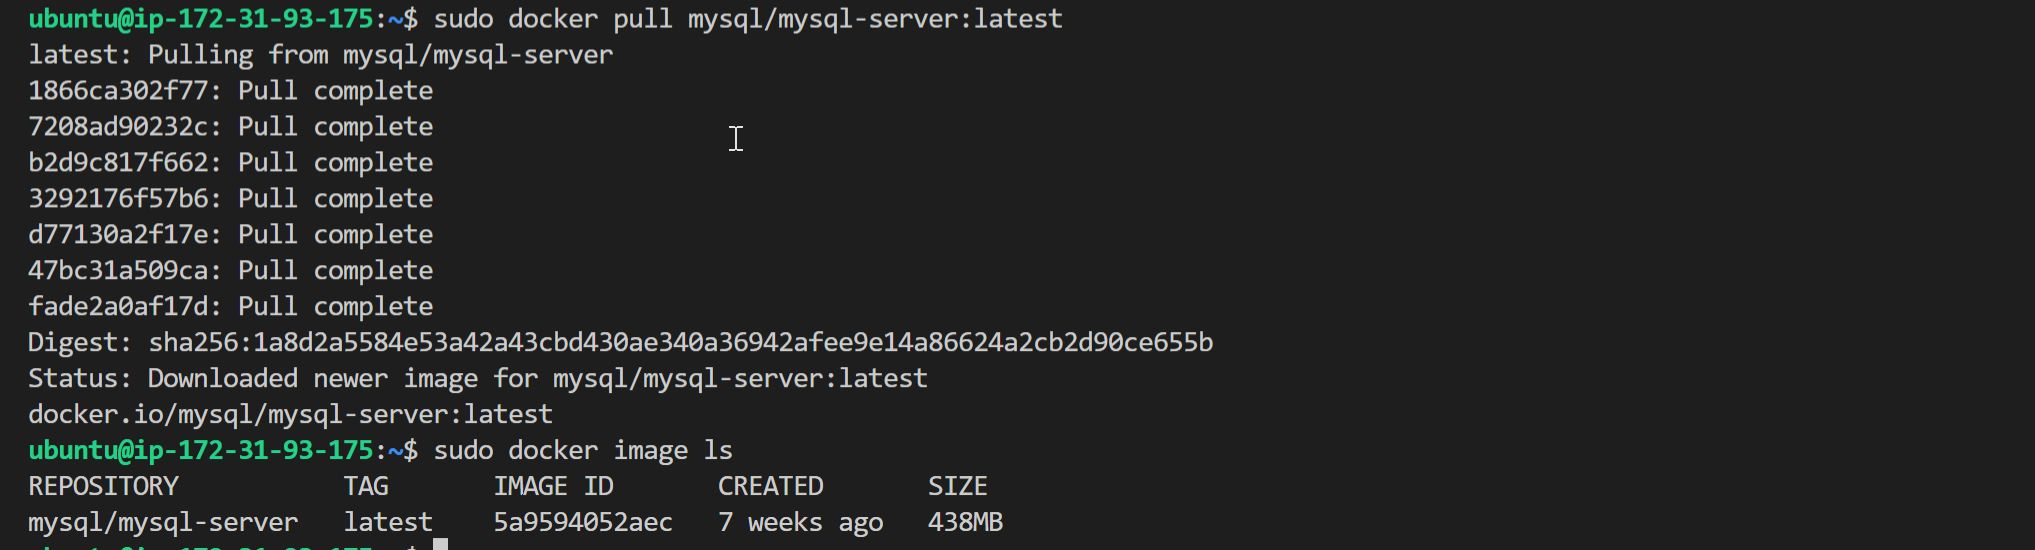 ubuntu@ip-172-31-93-175:~$ sudo docker pull mysql/mysql-server:latest
latest: Pulling from mysql/mysql-server
1866ca302f77: Pull complete
7208ad90232c: Pull complete
b2d9c817f662: Pull complete
3292176f57b6: Pull complete
d77130a2f17e: Pull complete
47bc31a509ca: Pull complete
fade2a0af17d: Pull complete
Digest: sha256:1a8d2a5584e53a42a43cbd430ae340a36942afee9e14a86624a2cb2d90ce655b
Status: Downloaded newer image for mysql/mysql-server:latest
docker.io/mysql/mysql-server:latest
ubuntu@ip-172-31-93-175:~$ sudo docker image ls
REPOSITORY TAG IMAGE ID CREATED SIZE
mysql/mysql-server latest 5a9594052aec 7 weeks ago 438MB